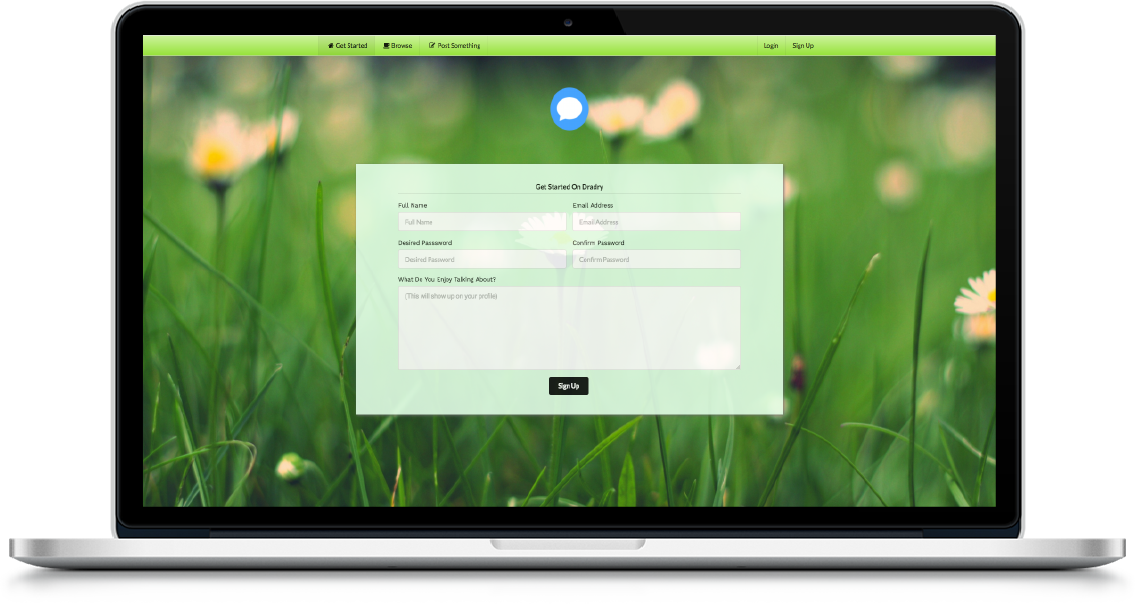 Get Started Browse Post Something Login Sign Up
Get Started On Dradry
Full Name Email Address
Full Name Email Address
Desired Password Confirm Password
Desired Password Confirm Password
What Do You Enjoy Talking About?
(This will show up on your profile)
Sign Up